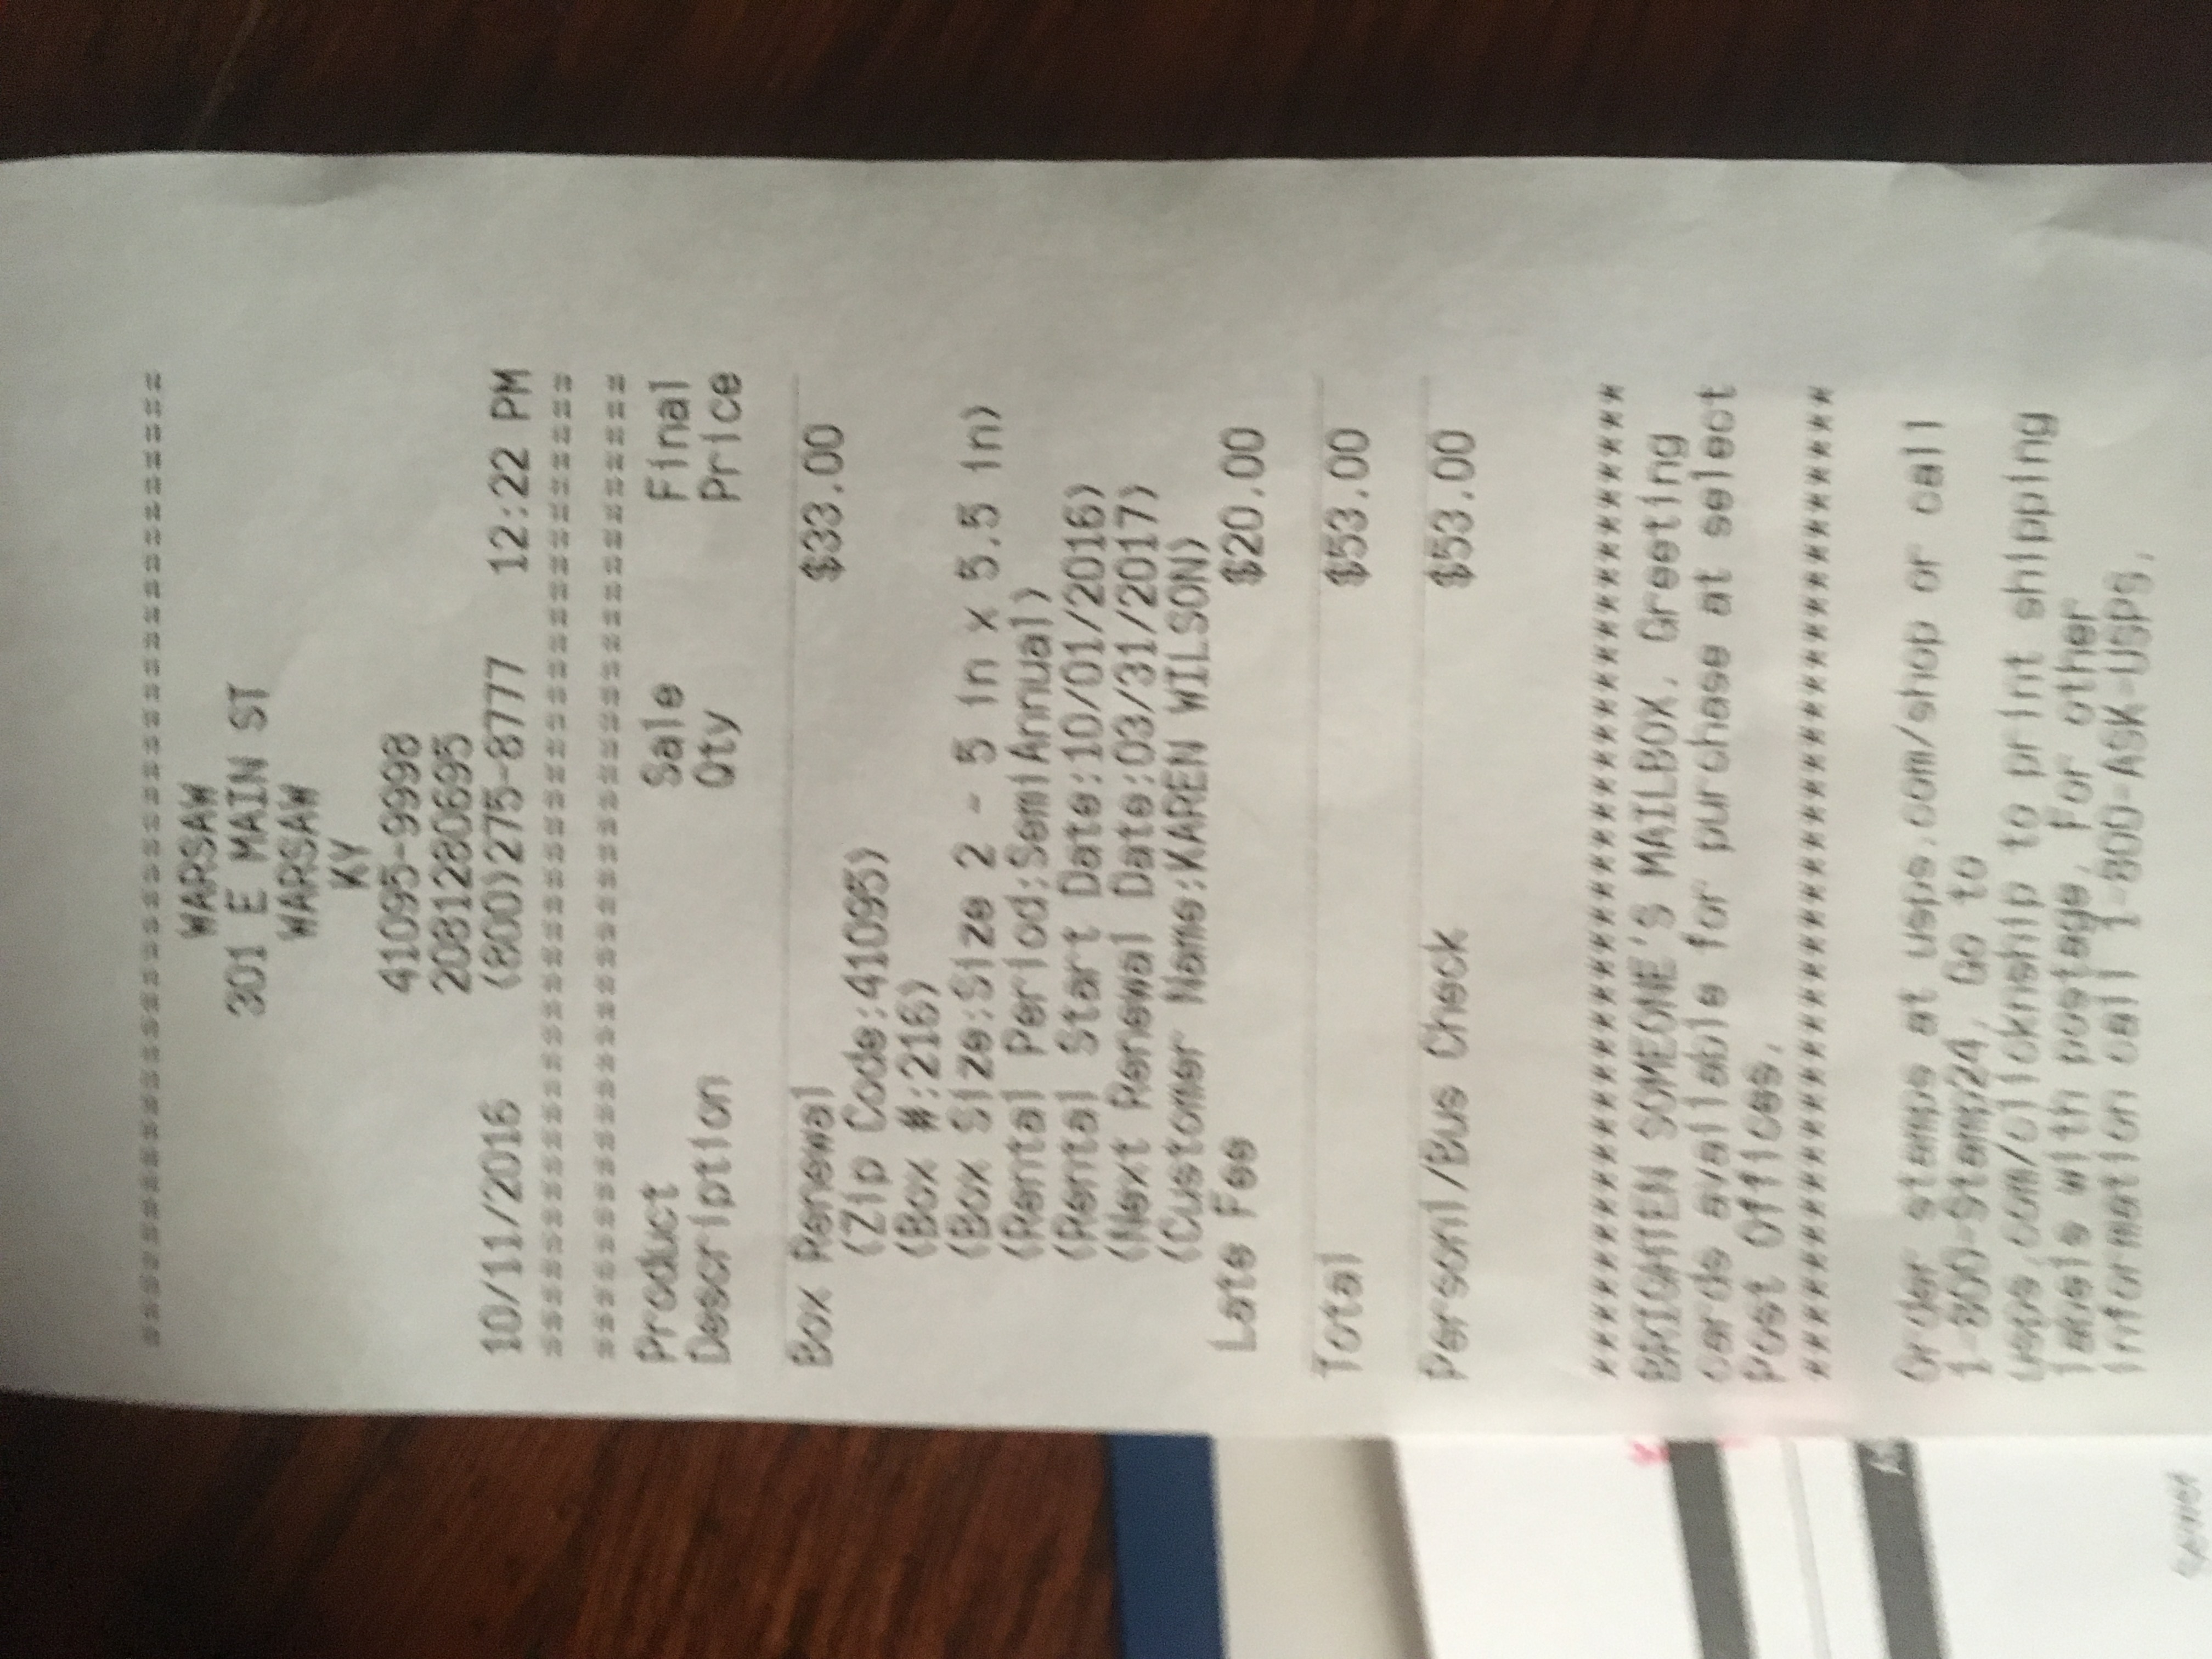 ========================================
WARSAW
301 E MAIN ST
WARSAW
KY
41095-9998
2081280695
10/11/2016 (800)275-8777 12:22 PM
========================================
========================================
Product Sale Final
Description Qty Price
Box Renewal $33.00
(Zip Code:41095)
(Box #:216)
(Box Size:Size 2 - 5 in x 5.5 in)
(Rental Period:SemiAnnual)
(Rental Start Date:10/01/2016)
(Next Renewal Date:03/31/2017)
(Customer Name:KAREN WILSON)
Late Fee $20.00
Total $53.00
Personl/Bus Check $53.00
****************************************
BRIGHTEN SOMEONE'S MAILBOX. Greeting
cards available for purchase at select
Post Offices.
****************************************
Order stamps at usps.com/shop or call
1-800-Stamp24. Go to
usps.com/clicknship to print shipping
labels with postage. For other
information call 1-800-ASK-USPS.